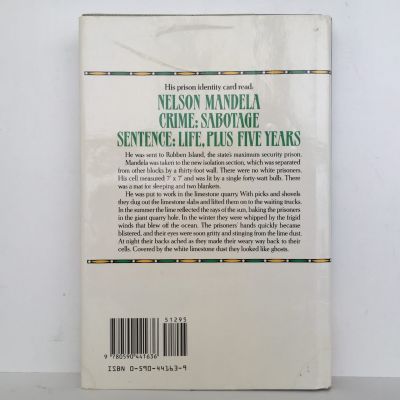 His prison identity card read:
NELSON MANDELA
CRIME: SABOTAGE
SENTENCE: LIFE, PLUS FIVE YEARS
He was sent to Robben Island, the state's maximum security prison.
Mandela was taken to the new isolation section, which was separated
from other blocks by a thirty-foot wall. There were no white prisoners.
His cell measured 7' x 7' and was lit by a single forty-watt bulb. There
was a mat for sleeping and two blankets.
He was put to work in the limestone quarry. With picks and shovels
they dug out the limestone slabs and lifted them on to the waiting trucks.
In the summer the lime reflected the rays of the sun, baking the prisoners
in the giant quarry hole. In the winter they were whipped by the frigid
winds that blew off the ocean. The prisoners' hands quickly became
blistered, and their eyes were soon gritty and stinging from the lime dust.
At night their backs ached as they made their weary way back to their
cells. Covered by the white limestone dust they looked like ghosts.
51295
9 780590 441636
ISBN 0-590-44163-9